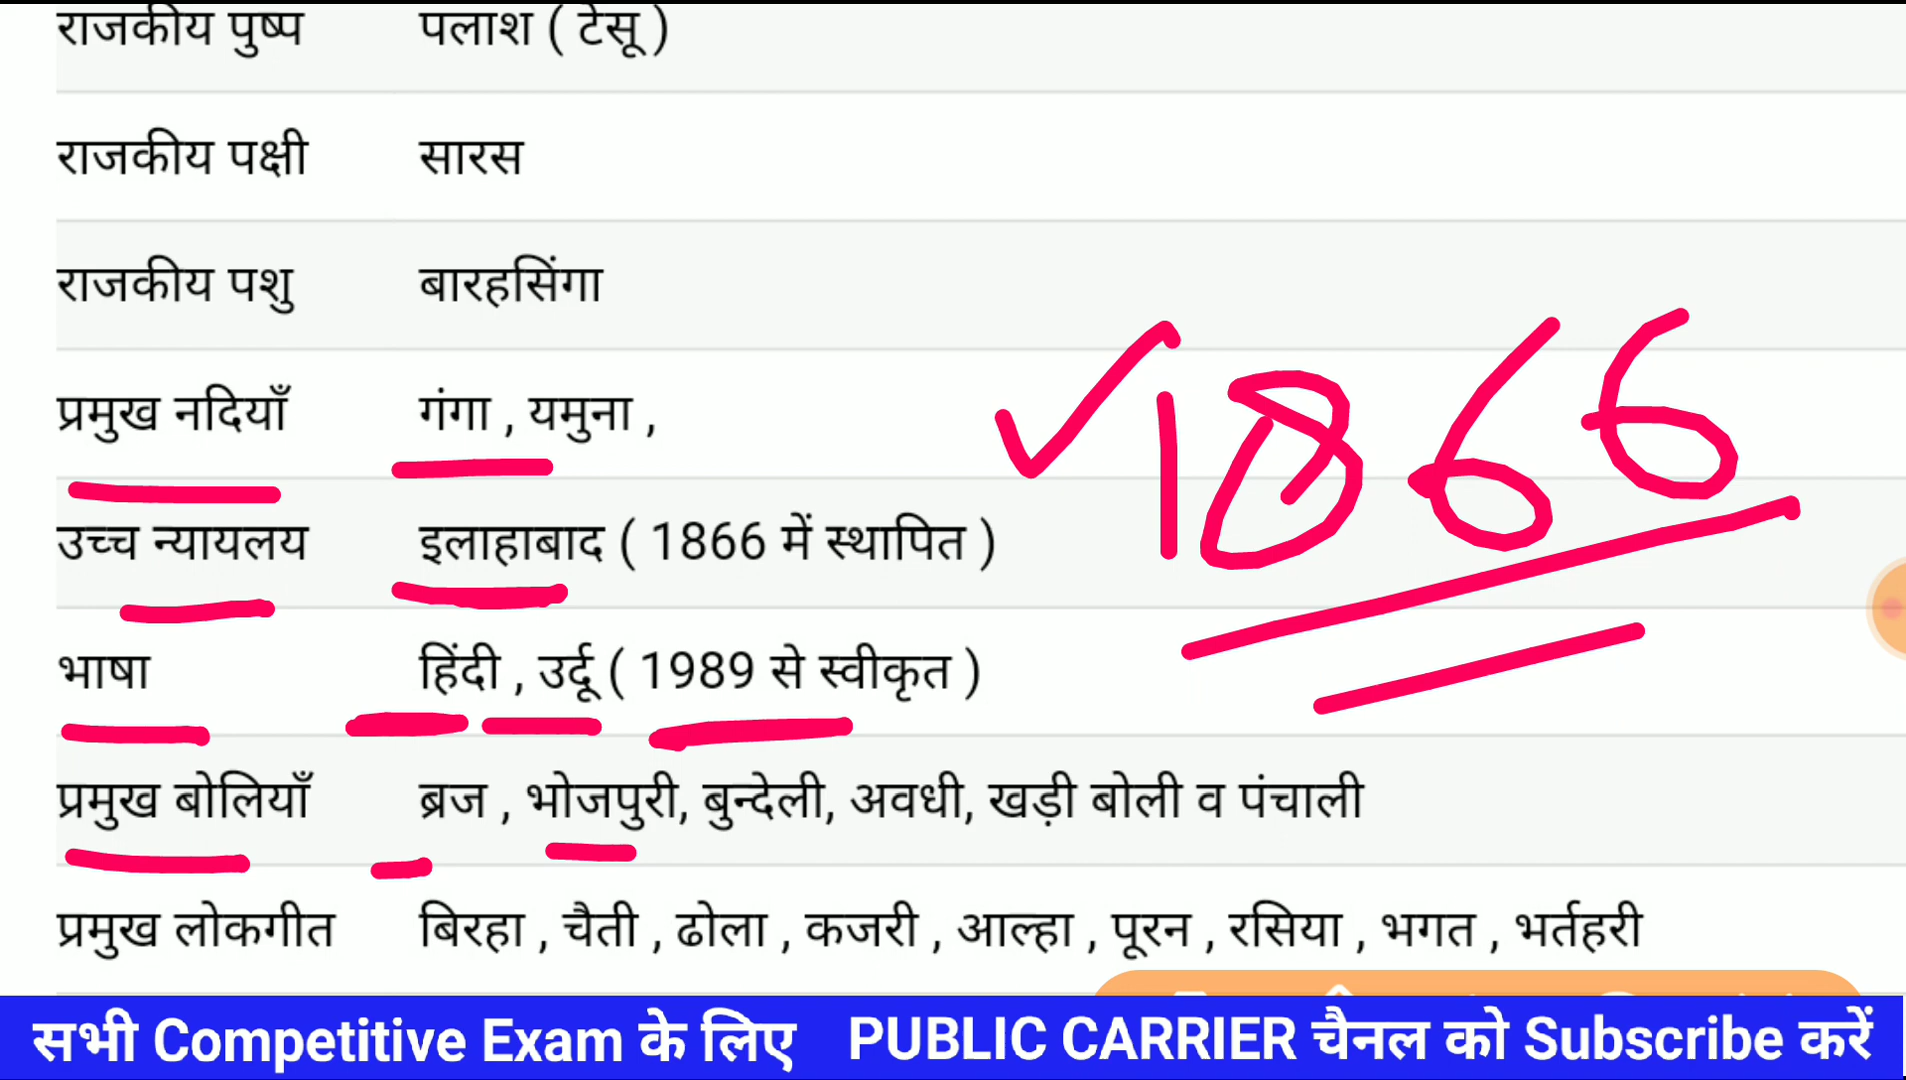 राजकीय पुष्प पलाश ( टेसू )
राजकीय पक्षी सारस
राजकीय पशु बारहसिंगा
प्रमुख नदियाँ गंगा , यमुना ,
1866
उच्च न्यायलय इलाहाबाद ( 1866 में स्थापित )
भाषा हिंदी , उर्दू ( 1989 से स्वीकृत )
प्रमुख बोलियाँ ब्रज , भोजपुरी, बुन्देली, अवधी, खड़ी बोली व पंचाली
प्रमुख लोकगीत बिरहा , चैती , ढोला , कजरी , आल्हा , पूरन , रसिया , भगत , भर्तहरी
सभी Competitive Exam के लिए PUBLIC CARRIER चैनल को Subscribe करें